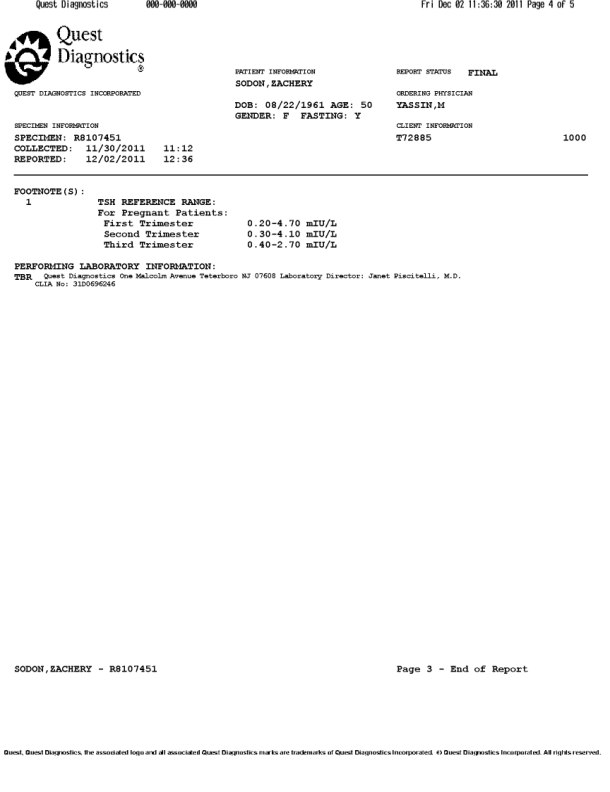 Quest Diagnostics 000-000-0000 Fri Dec 02 11:36:30 2011 Page 4 of 5
Quest
Diagnostics
®
PATIENT INFORMATION REPORT STATUS FINAL
SODON,ZACHERY
QUEST DIAGNOSTICS INCORPORATED ORDERING PHYSICIAN
DOB: 08/22/1961 AGE: 50 YASSIN,M
GENDER: F FASTING: Y
SPECIMEN INFORMATION CLIENT INFORMATION
SPECIMEN: R8107451 T72885 1000
COLLECTED: 11/30/2011 11:12
REPORTED: 12/02/2011 12:36
FOOTNOTE(S):
1 TSH REFERENCE RANGE:
For Pregnant Patients:
First Trimester 0.20-4.70 mIU/L
Second Trimester 0.30-4.10 mIU/L
Third Trimester 0.40-2.70 mIU/L
PERFORMING LABORATORY INFORMATION:
TBR Quest Diagnostics One Malcolm Avenue Teterboro NJ 07608 Laboratory Director: Janet Piscitelli, M.D.
CLIA No: 31D0696246
SODON,ZACHERY - R8107451 Page 3 - End of Report
Quest, Quest Diagnostics, the associated logo and all associated Quest Diagnostics marks are trademarks of Quest Diagnostics Incorporated. © Quest Diagnostics Incorporated. All rights reserved.